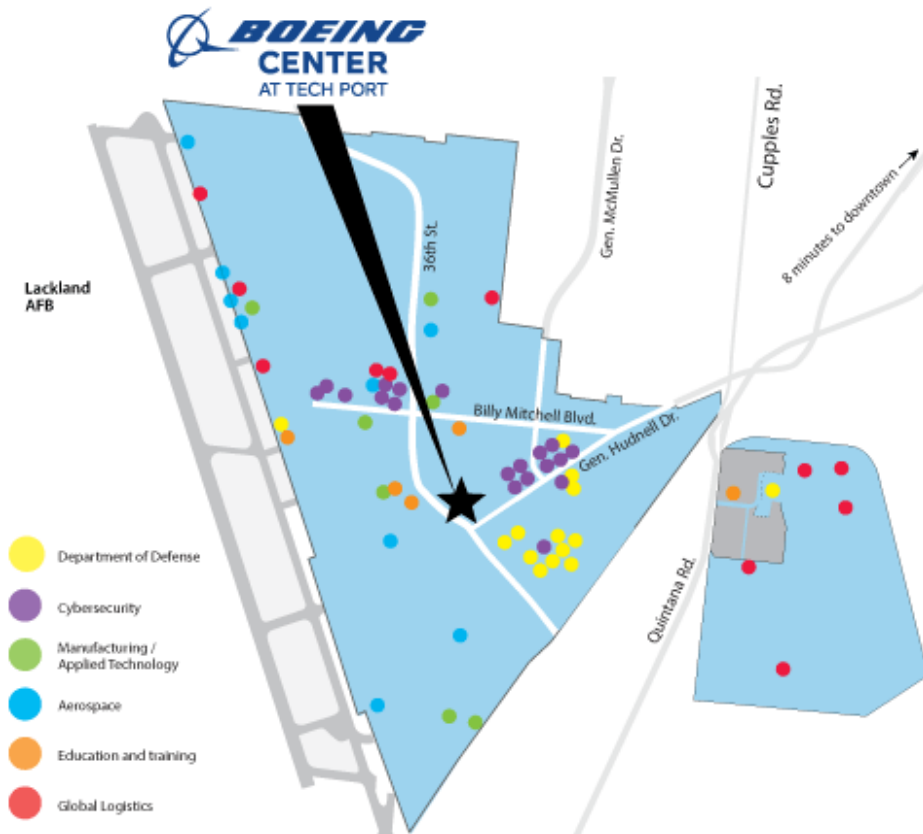 BOEING
CENTER
AT TECH PORT
Cupples Rd.
Gen. McMullen Dr.
8 minutes to downtown
36th St.
Lackland
AFB
Billy Mitchell Blvd.
Gen. Hudnell Dr.
Quintana Rd.
Department of Defense
Cybersecurity
Manufacturing /
Applied Technology
Aerospace
Education and training
Global Logistics